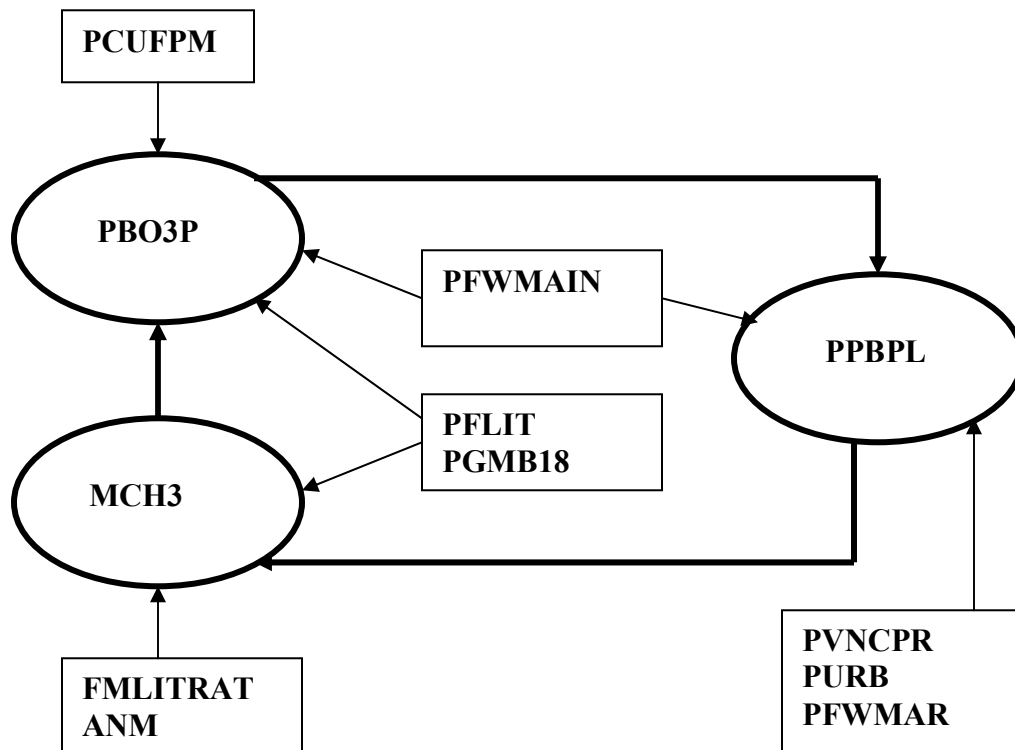 PCUFPM
PBO3P
PFWMAIN
PPBPL
PFLIT
PGMB18
MCH3
PVNCPR
PURB
PFWMAR
FMLITRAT
ANM